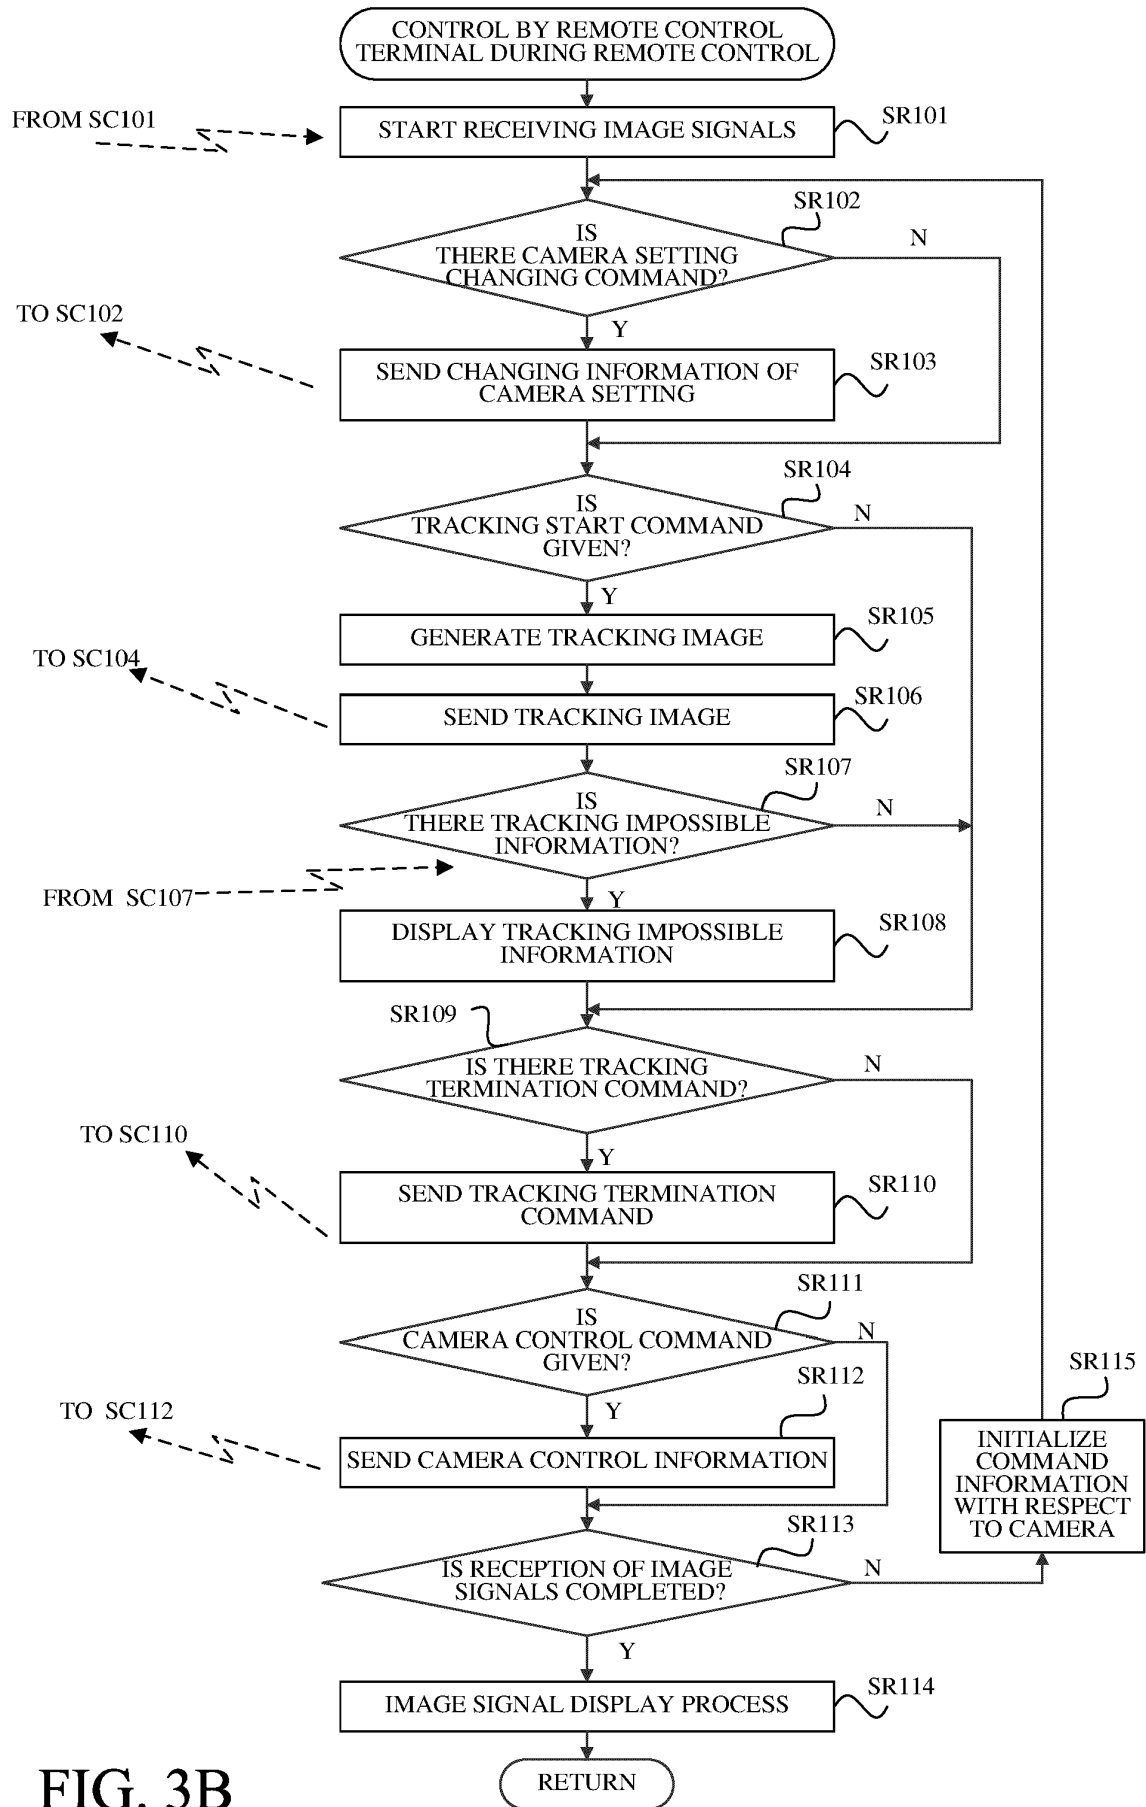 CONTROL BY REMOTE CONTROL
TERMINAL DURING REMOTE CONTROL
FROM SC101
START RECEIVING IMAGE SIGNALS
SR101
SR102
IS
THERE CAMERA SETTING
CHANGING COMMAND?
N
Y
TO SC102
SEND CHANGING INFORMATION OF
CAMERA SETTING
SR103
SR104
IS
TRACKING START COMMAND
GIVEN?
N
Y
GENERATE TRACKING IMAGE
SR105
TO SC104
SEND TRACKING IMAGE
SR106
SR107
IS
THERE TRACKING IMPOSSIBLE
INFORMATION?
N
FROM SC107
Y
DISPLAY TRACKING IMPOSSIBLE
INFORMATION
SR108
SR109
IS THERE TRACKING
TERMINATION COMMAND?
N
Y
TO SC110
SEND TRACKING TERMINATION
COMMAND
SR110
SR111
IS
CAMERA CONTROL COMMAND
GIVEN?
N
Y
SR112
TO SC112
SEND CAMERA CONTROL INFORMATION
SR115
INITIALIZE
COMMAND
INFORMATION
WITH RESPECT
TO CAMERA
SR113
IS RECEPTION OF IMAGE
SIGNALS COMPLETED?
N
Y
IMAGE SIGNAL DISPLAY PROCESS
SR114
RETURN
FIG. 3B